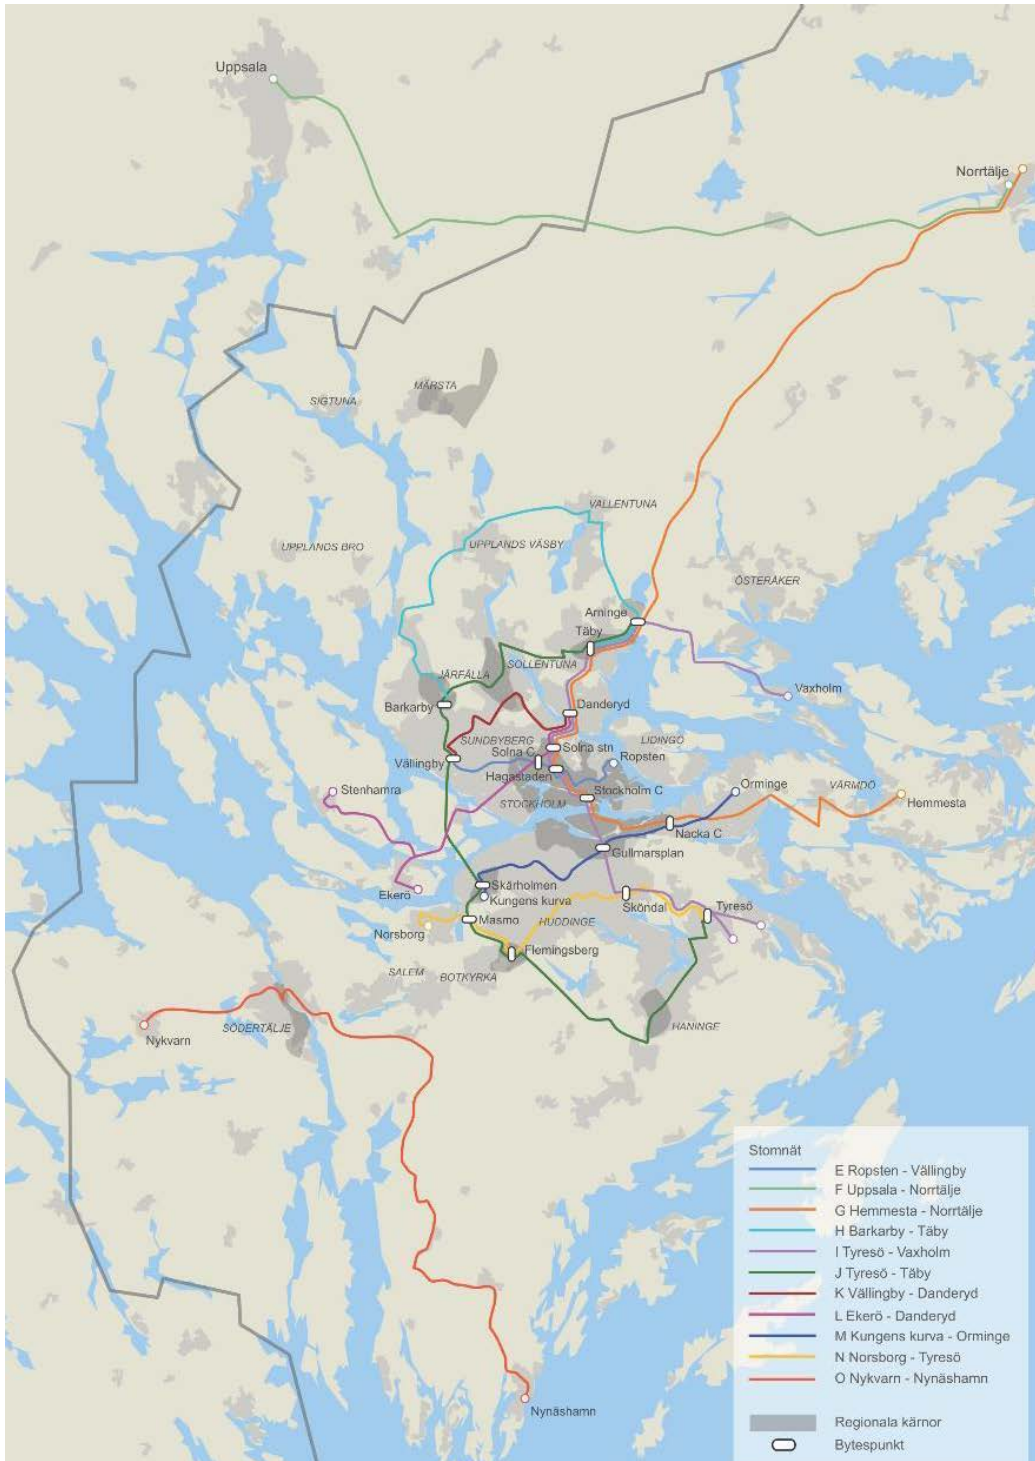 Uppsala
Norrtälje
MÄRSTA
SIGTUNA
VALLENTUNA
UPPLANDS BRO
UPPLANDS VÄSBY
ÖSTERÅKER
Arninge
Täby
SOLLENTUNA
JÄRFÄLLA
Vaxholm
Barkarby
Danderyd
SUNDBYBERG
LIDINGÖ
Solna C
Solna stn
Vällingby
Ropsten
Hagastaden
Stenhamra
Stockholm C
STOCKHOLM
Orminge
VÄRMDÖ
Hemmesta
Nacka C
Gullmarsplan
Ekerö
Skärholmen
Kungens kurva
Sköndal
Tyresö
Masmo
HUDDINGE
Norsborg
Flemingsberg
SALEM
BOTKYRKA
HANINGE
SÖDERTÄLJE
Nykvarn
Nynäshamn
Stomnät
E Ropsten - Vällingby
F Uppsala - Norrtälje
G Hemmesta - Norrtälje
H Barkarby - Täby
I Tyresö - Vaxholm
J Tyresö - Täby
K Vällingby - Danderyd
L Ekerö - Danderyd
M Kungens kurva - Orminge
N Norsborg - Tyresö
O Nykvarn - Nynäshamn
Regionala kärnor
Bytespunkt